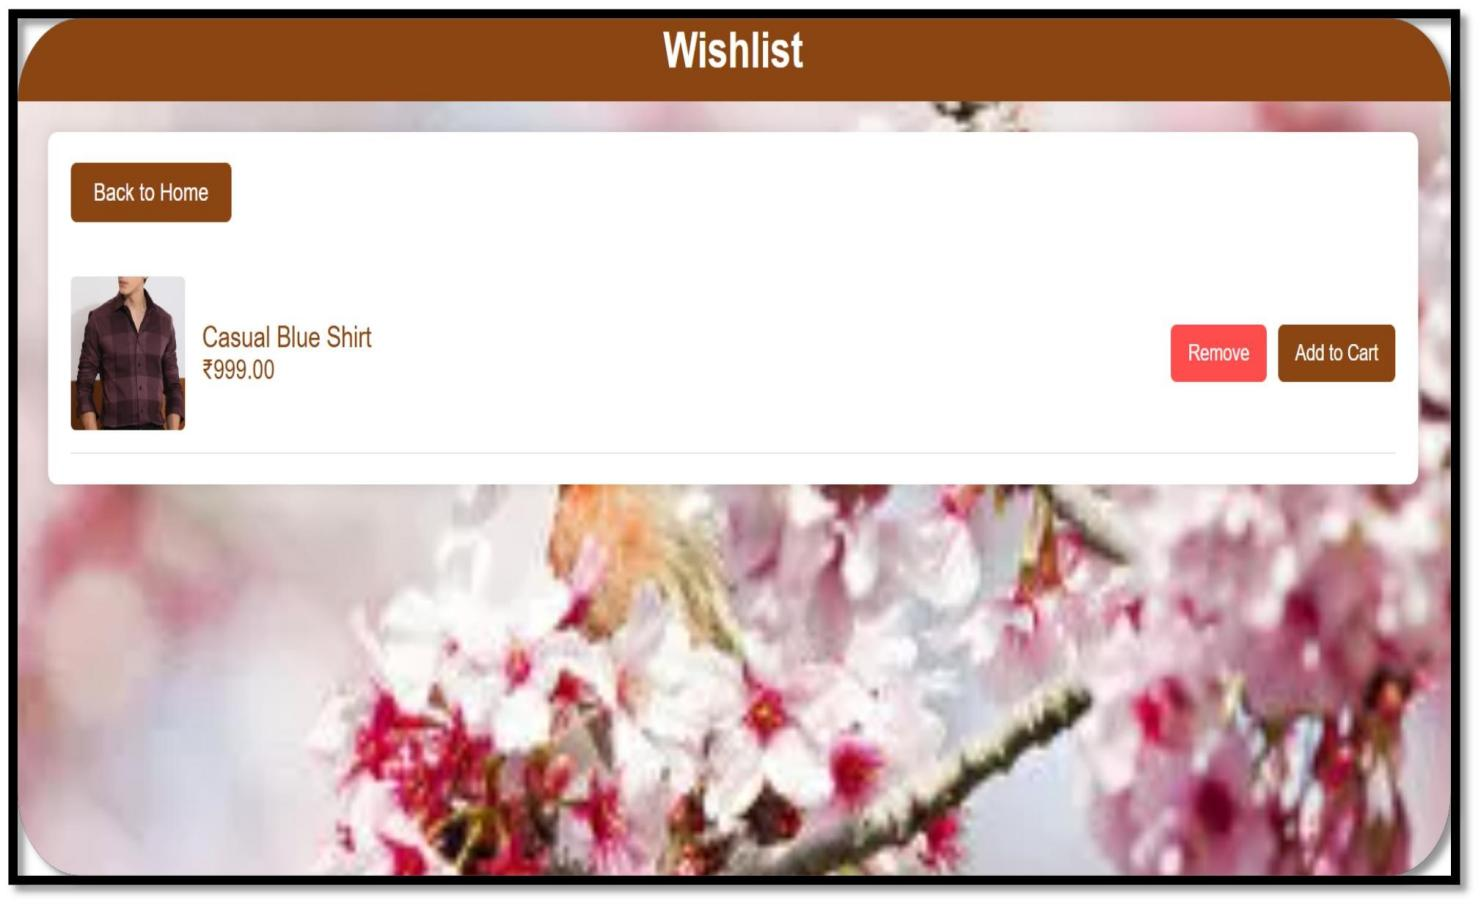 Wishlist
Back to Home
Casual Blue Shirt
₹999.00
Remove
Add to Cart